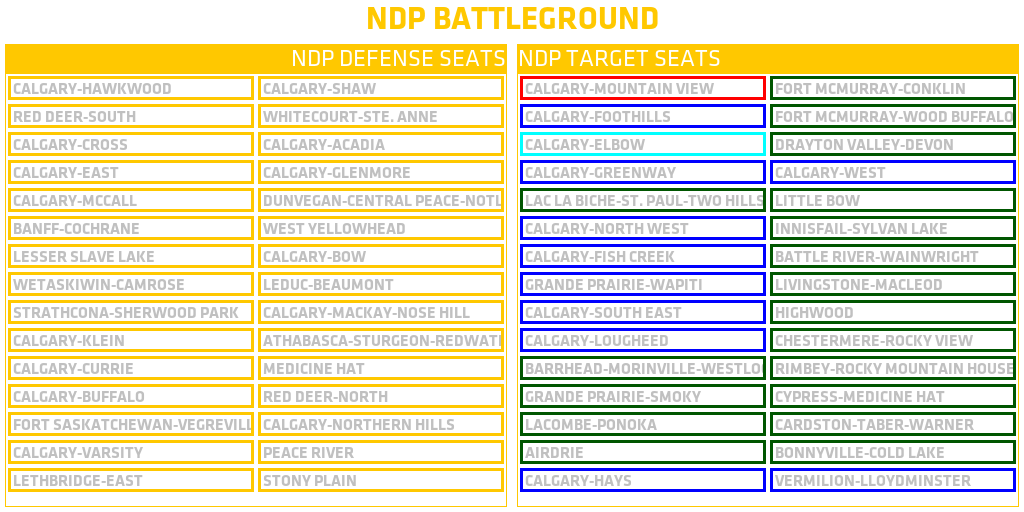 NDP BATTLEGROUND
NDP DEFENSE SEATS
CALGARY-HAWKWOOD
CALGARY-SHAW
RED DEER-SOUTH
WHITECOURT-STE. ANNE
CALGARY-CROSS
CALGARY-ACADIA
CALGARY-EAST
CALGARY-GLENMORE
CALGARY-MCCALL
DUNVEGAN-CENTRAL PEACE-NOTL
BANFF-COCHRANE
WEST YELLOWHEAD
LESSER SLAVE LAKE
CALGARY-BOW
WETASKIWIN-CAMROSE
LEDUC-BEAUMONT
STRATHCONA-SHERWOOD PARK
CALGARY-MACKAY-NOSE HILL
CALGARY-KLEIN
ATHABASCA-STURGEON-REDWATE
CALGARY-CURRIE
MEDICINE HAT
CALGARY-BUFFALO
RED DEER-NORTH
FORT SASKATCHEWAN-VEGREVILL
CALGARY-NORTHERN HILLS
CALGARY-VARSITY
PEACE RIVER
LETHBRIDGE-EAST
STONY PLAIN
NDP TARGET SEATS
CALGARY-MOUNTAIN VIEW
FORT MCMURRAY-CONKLIN
CALGARY-FOOTHILLS
FORT MCMURRAY-WOOD BUFFALO
CALGARY-ELBOW
DRAYTON VALLEY-DEVON
CALGARY-GREENWAY
CALGARY-WEST
LAC LA BICHE-ST. PAUL-TWO HILLS
LITTLE BOW
CALGARY-NORTH WEST
INNISFAIL-SYLVAN LAKE
CALGARY-FISH CREEK
BATTLE RIVER-WAINWRIGHT
GRANDE PRAIRIE-WAPITI
LIVINGSTONE-MACLEOD
CALGARY-SOUTH EAST
HIGHWOOD
CALGARY-LOUGHEED
CHESTERMERE-ROCKY VIEW
BARRHEAD-MORINVILLE-WESTLO
RIMBEY-ROCKY MOUNTAIN HOUSE
GRANDE PRAIRIE-SMOKY
CYPRESS-MEDICINE HAT
LACOMBE-PONOKA
CARDSTON-TABER-WARNER
AIRDRIE
BONNYVILLE-COLD LAKE
CALGARY-HAYS
VERMILION-LLOYDMINSTER